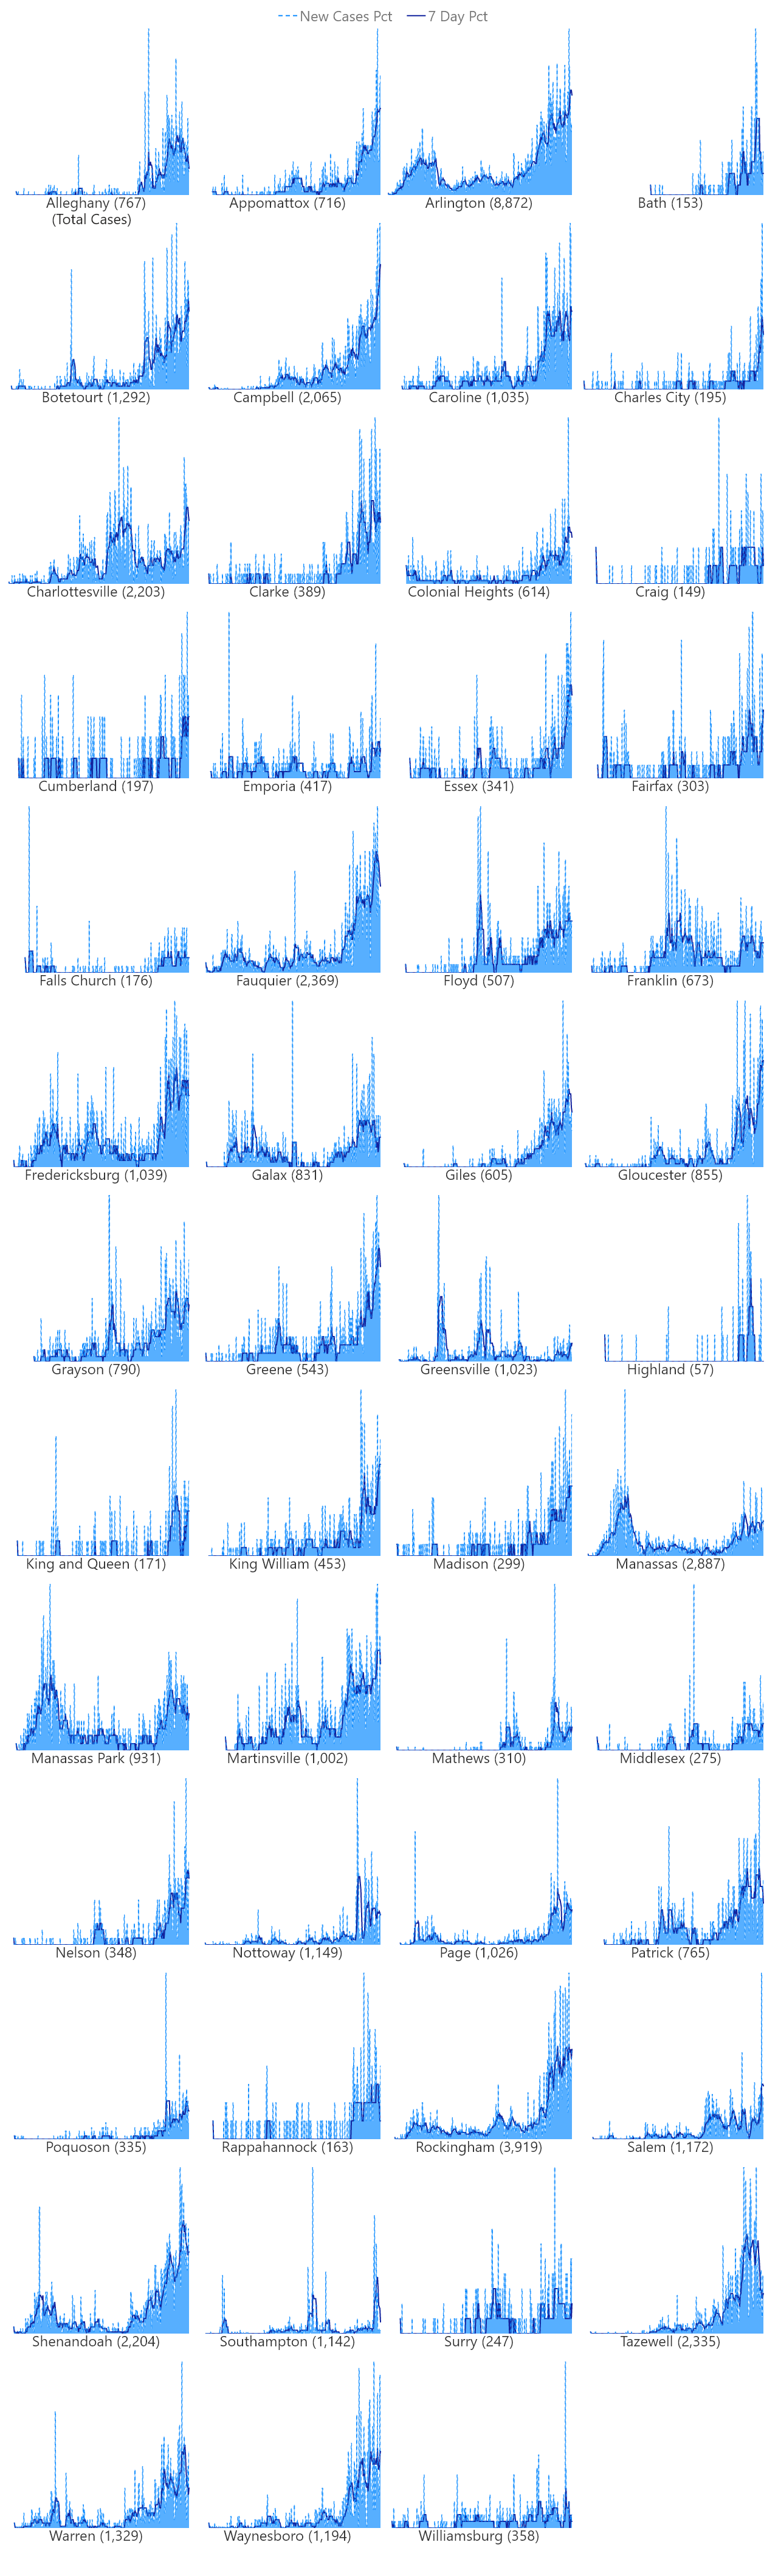 New Cases Pct 7 Day Pct
Alleghany (767) Appomattox (716) Arlington (8,872) Bath (153)
(Total Cases)
Botetourt (1,292) Campbell (2,065) Caroline (1,035) Charles City (195)
Charlottesville (2,203) Clarke (389) Colonial Heights (614) Craig (149)
Cumberland (197) Emporia (417) Essex (341) Fairfax (303)
Falls Church (176) Fauquier (2,369) Floyd (507) Franklin (673)
Fredericksburg (1,039) Galax (831) Giles (605) Gloucester (855)
Grayson (790) Greene (543) Greensville (1,023) Highland (57)
King and Queen (171) King William (453) Madison (299) Manassas (2,887)
Manassas Park (931) Martinsville (1,002) Mathews (310) Middlesex (275)
Nelson (348) Nottoway (1,149) Page (1,026) Patrick (765)
Poquoson (335) Rappahannock (163) Rockingham (3,919) Salem (1,172)
Shenandoah (2,204) Southampton (1,142) Surry (247) Tazewell (2,335)
Warren (1,329) Waynesboro (1,194) Williamsburg (358)